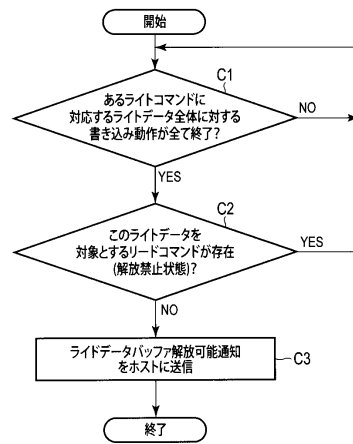 開始
C1
あるライトコマンドに
対応するライトデータ全体に対する
書き込み動作が全て終了?
NO
YES
C2
このライトデータを
対象とするリードコマンドが存在
(解放禁止状態)?
YES
NO
ライドデータバッファ解放可能通知
をホストに送信
C3
終了